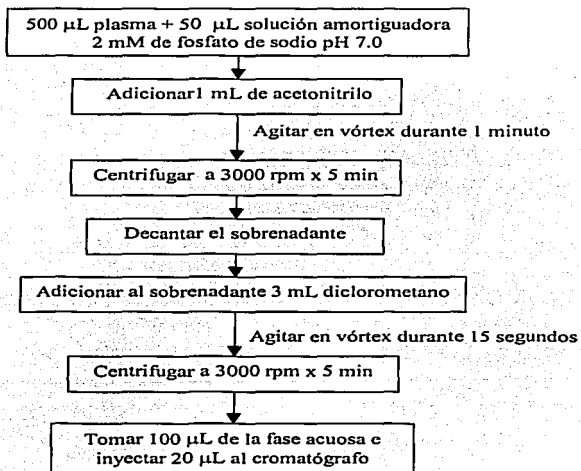 500 µL plasma + 50 µL solución amortiguadora
2 mM de fosfato de sodio pH 7.0
Adicionar1 mL de acetonitrilo
Agitar en vórtex durante 1 minuto
Centrifugar a 3000 rpm x 5 min
Decantar el sobrenadante
Adicionar al sobrenadante 3 mL diclorometano
Agitar en vórtex durante 15 segundos
Centrifugar a 3000 rpm x 5 min
Tomar 100 µL de la fase acuosa e
inyectar 20 µL al cromatógrafo